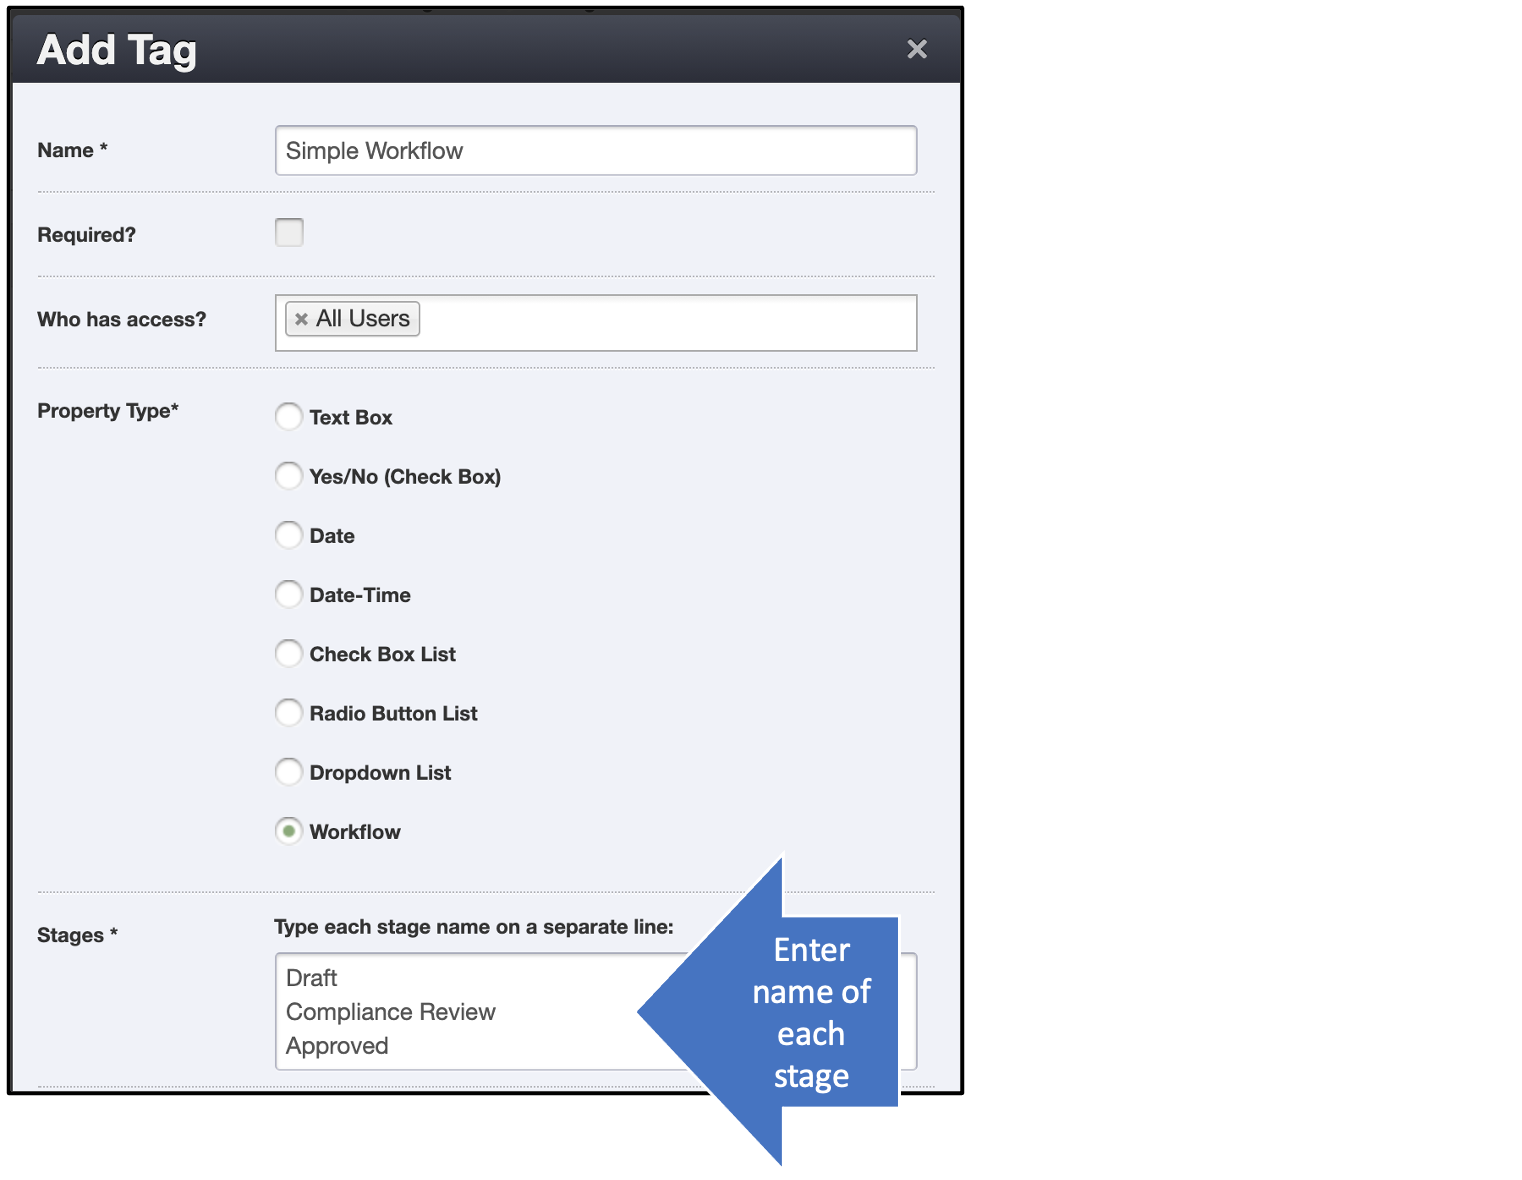 Add Tag
Name *
Simple Workflow
Required?
Who has access?
All Users
Property Type*
Text Box
Yes/No (Check Box)
Date
Date-Time
Check Box List
Radio Button List
Dropdown List
Workflow
Stages *
Type each stage name on a separate line:
Draft
Compliance Review
Approved
Enter
name of
each
stage